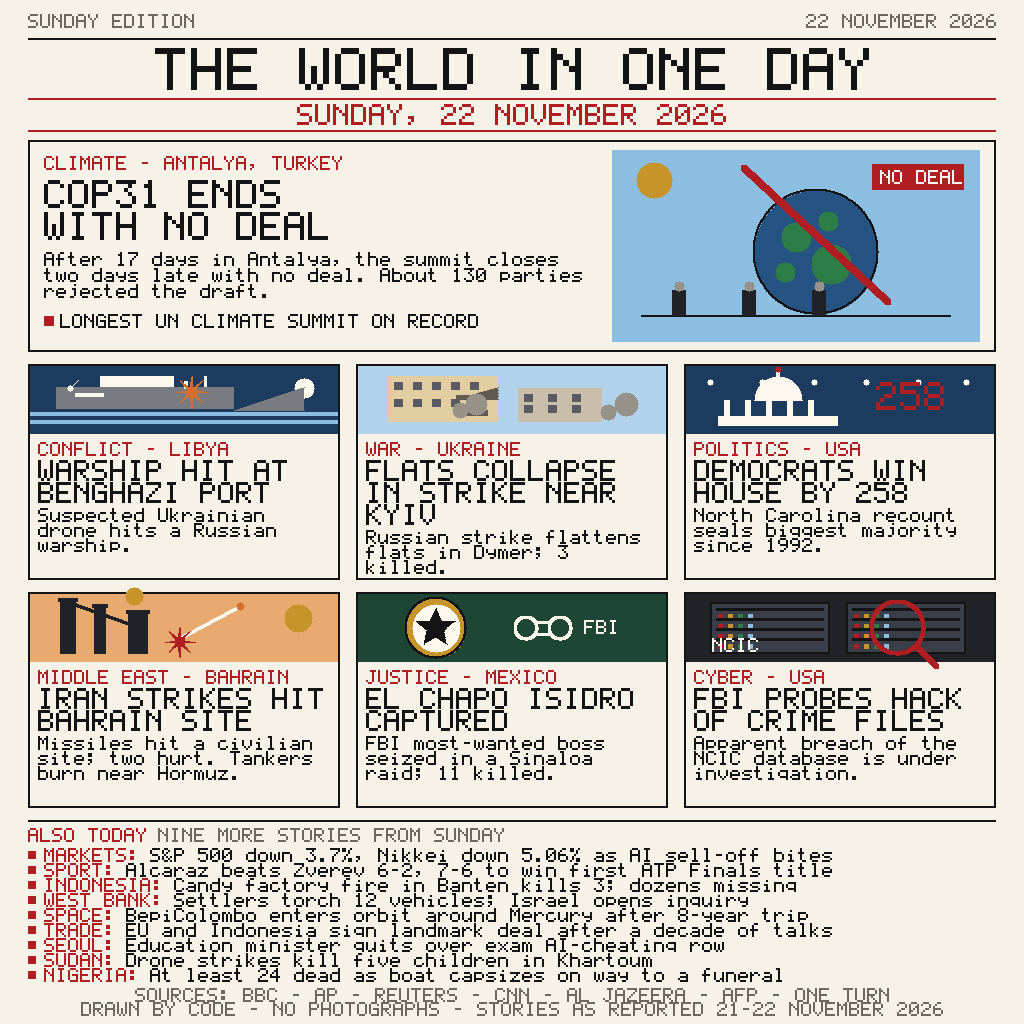 SUNDAY EDITION
22 NOVEMBER 2026
THE WORLD IN ONE DAY
SUNDAY, 22 NOVEMBER 2026
CLIMATE - ANTALYA, TURKEY
COP31 ENDS
WITH NO DEAL
After 17 days in Antalya, the summit closes
two days late with no deal. About 130 parties
rejected the draft.
LONGEST UN CLIMATE SUMMIT ON RECORD
NO DEAL
CONFLICT - LIBYA
WARSHIP HIT AT
BENGHAZI PORT
Suspected Ukrainian
drone hits a Russian
warship.
WAR - UKRAINE
FLATS COLLAPSE
IN STRIKE NEAR
KYIV
Russian strike flattens
flats in Dymer; 3
killed.
258
POLITICS - USA
DEMOCRATS WIN
HOUSE BY 258
North Carolina recount
seals biggest majority
since 1992.
MIDDLE EAST - BAHRAIN
IRAN STRIKES HIT
BAHRAIN SITE
Missiles hit a civilian
site; two hurt. Tankers
burn near Hormuz.
FBI
JUSTICE - MEXICO
EL CHAPO ISIDRO
CAPTURED
FBI most-wanted boss
seized in a Sinaloa
raid; 11 killed.
NCIC
CYBER - USA
FBI PROBES HACK
OF CRIME FILES
Apparent breach of the
NCIC database is under
investigation.
ALSO TODAY NINE MORE STORIES FROM SUNDAY
MARKETS: S&P 500 down 3.7%, Nikkei down 5.06% as AI sell-off bites
SPORT: Alcaraz beats Zverev 6-2, 7-6 to win first ATP Finals title
INDONESIA: Candy factory fire in Banten kills 3; dozens missing
WEST BANK: Settlers torch 12 vehicles; Israel opens inquiry
SPACE: BepiColombo enters orbit around Mercury after 8-year trip
TRADE: EU and Indonesia sign landmark deal after a decade of talks
SEOUL: Education minister quits over exam AI-cheating row
SUDAN: Drone strikes kill five children in Khartoum
NIGERIA: At least 24 dead as boat capsizes on way to a funeral
SOURCES: BBC - AP - REUTERS - CNN - AL JAZEERA - AFP - ONE TURN
DRAWN BY CODE - NO PHOTOGRAPHS - STORIES AS REPORTED 21-22 NOVEMBER 2026